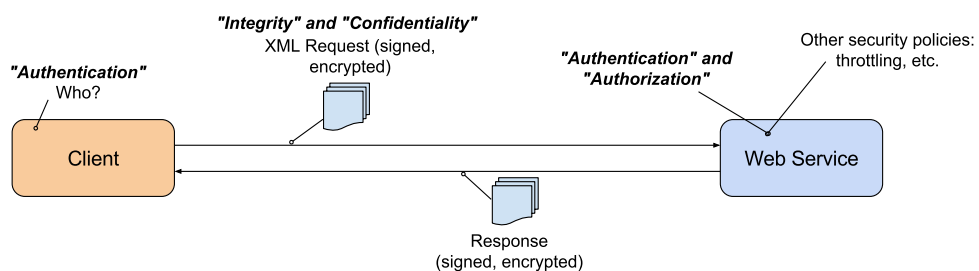 "Integrity" and "Confidentiality"
XML Request (signed,
encrypted)
"Authentication"
Who?
"Authentication" and
"Authorization"
Other security policies:
throttling, etc.
Client
Web Service
Response
(signed, encrypted)